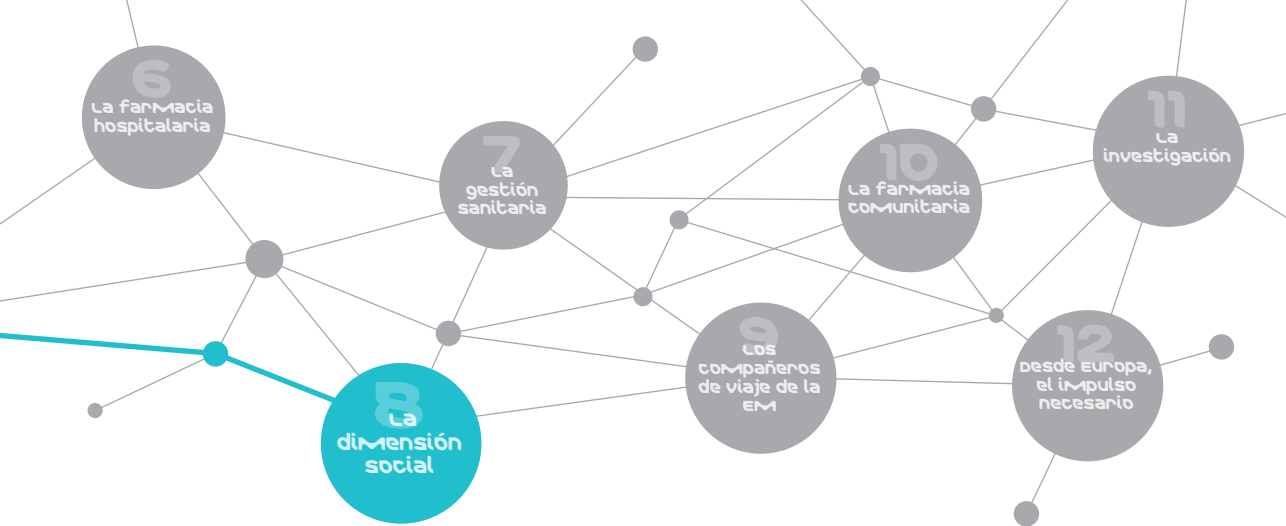 6
La farmacia
hospitalaria
7
La
gestión
sanitaria
8
La
dimensión
social
9
Los
compañeros
de viaje de la
EM
10
La farmacia
comunitaria
11
La
investigación
12
Desde Europa,
el impulso
necesario